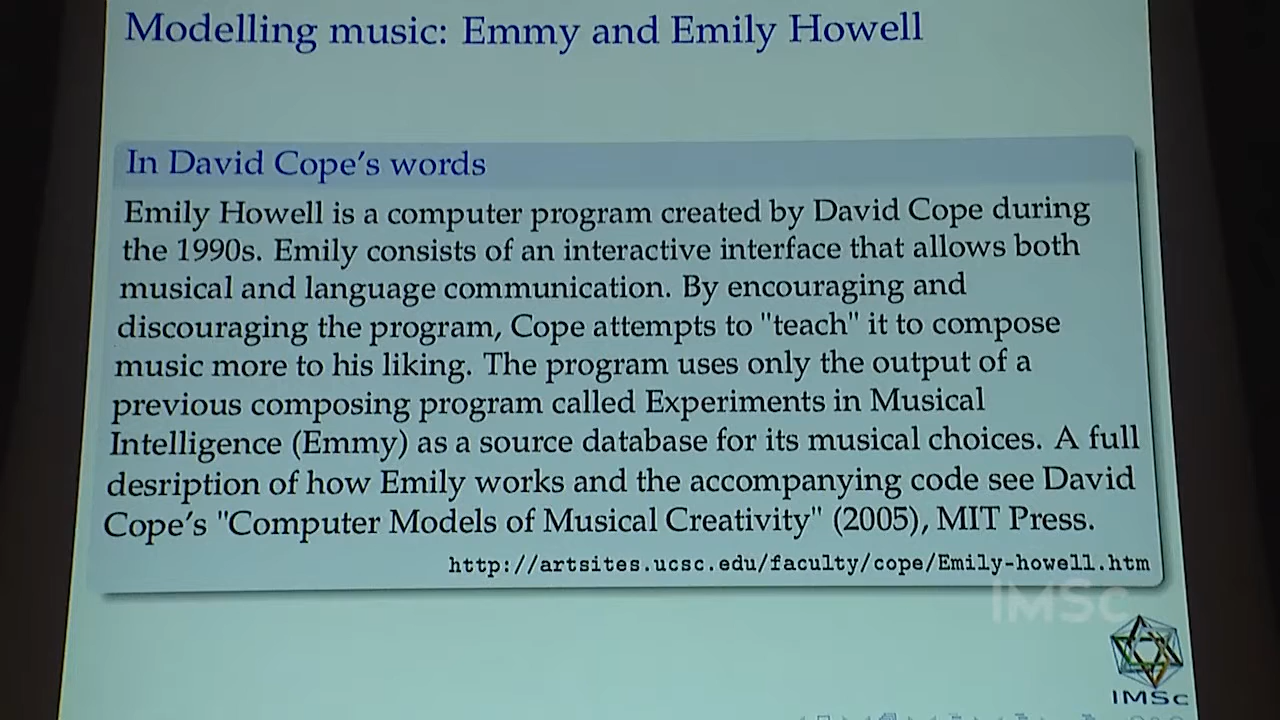 Modelling music: Emmy and Emily Howell
In David Cope's words
Emily Howell is a computer program created by David Cope during
the 1990s. Emily consists of an interactive interface that allows both
musical and language communication. By encouraging and
discouraging the program, Cope attempts to "teach" it to compose
music more to his liking. The program uses only the output of a
previous composing program called Experiments in Musical
Intelligence (Emmy) as a source database for its musical choices. A full
desription of how Emily works and the accompanying code see David
Cope's "Computer Models of Musical Creativity" (2005), MIT Press.
http://artsites.ucsc.edu/faculty/cope/Emily-howell.htm
IMSc
IMSc